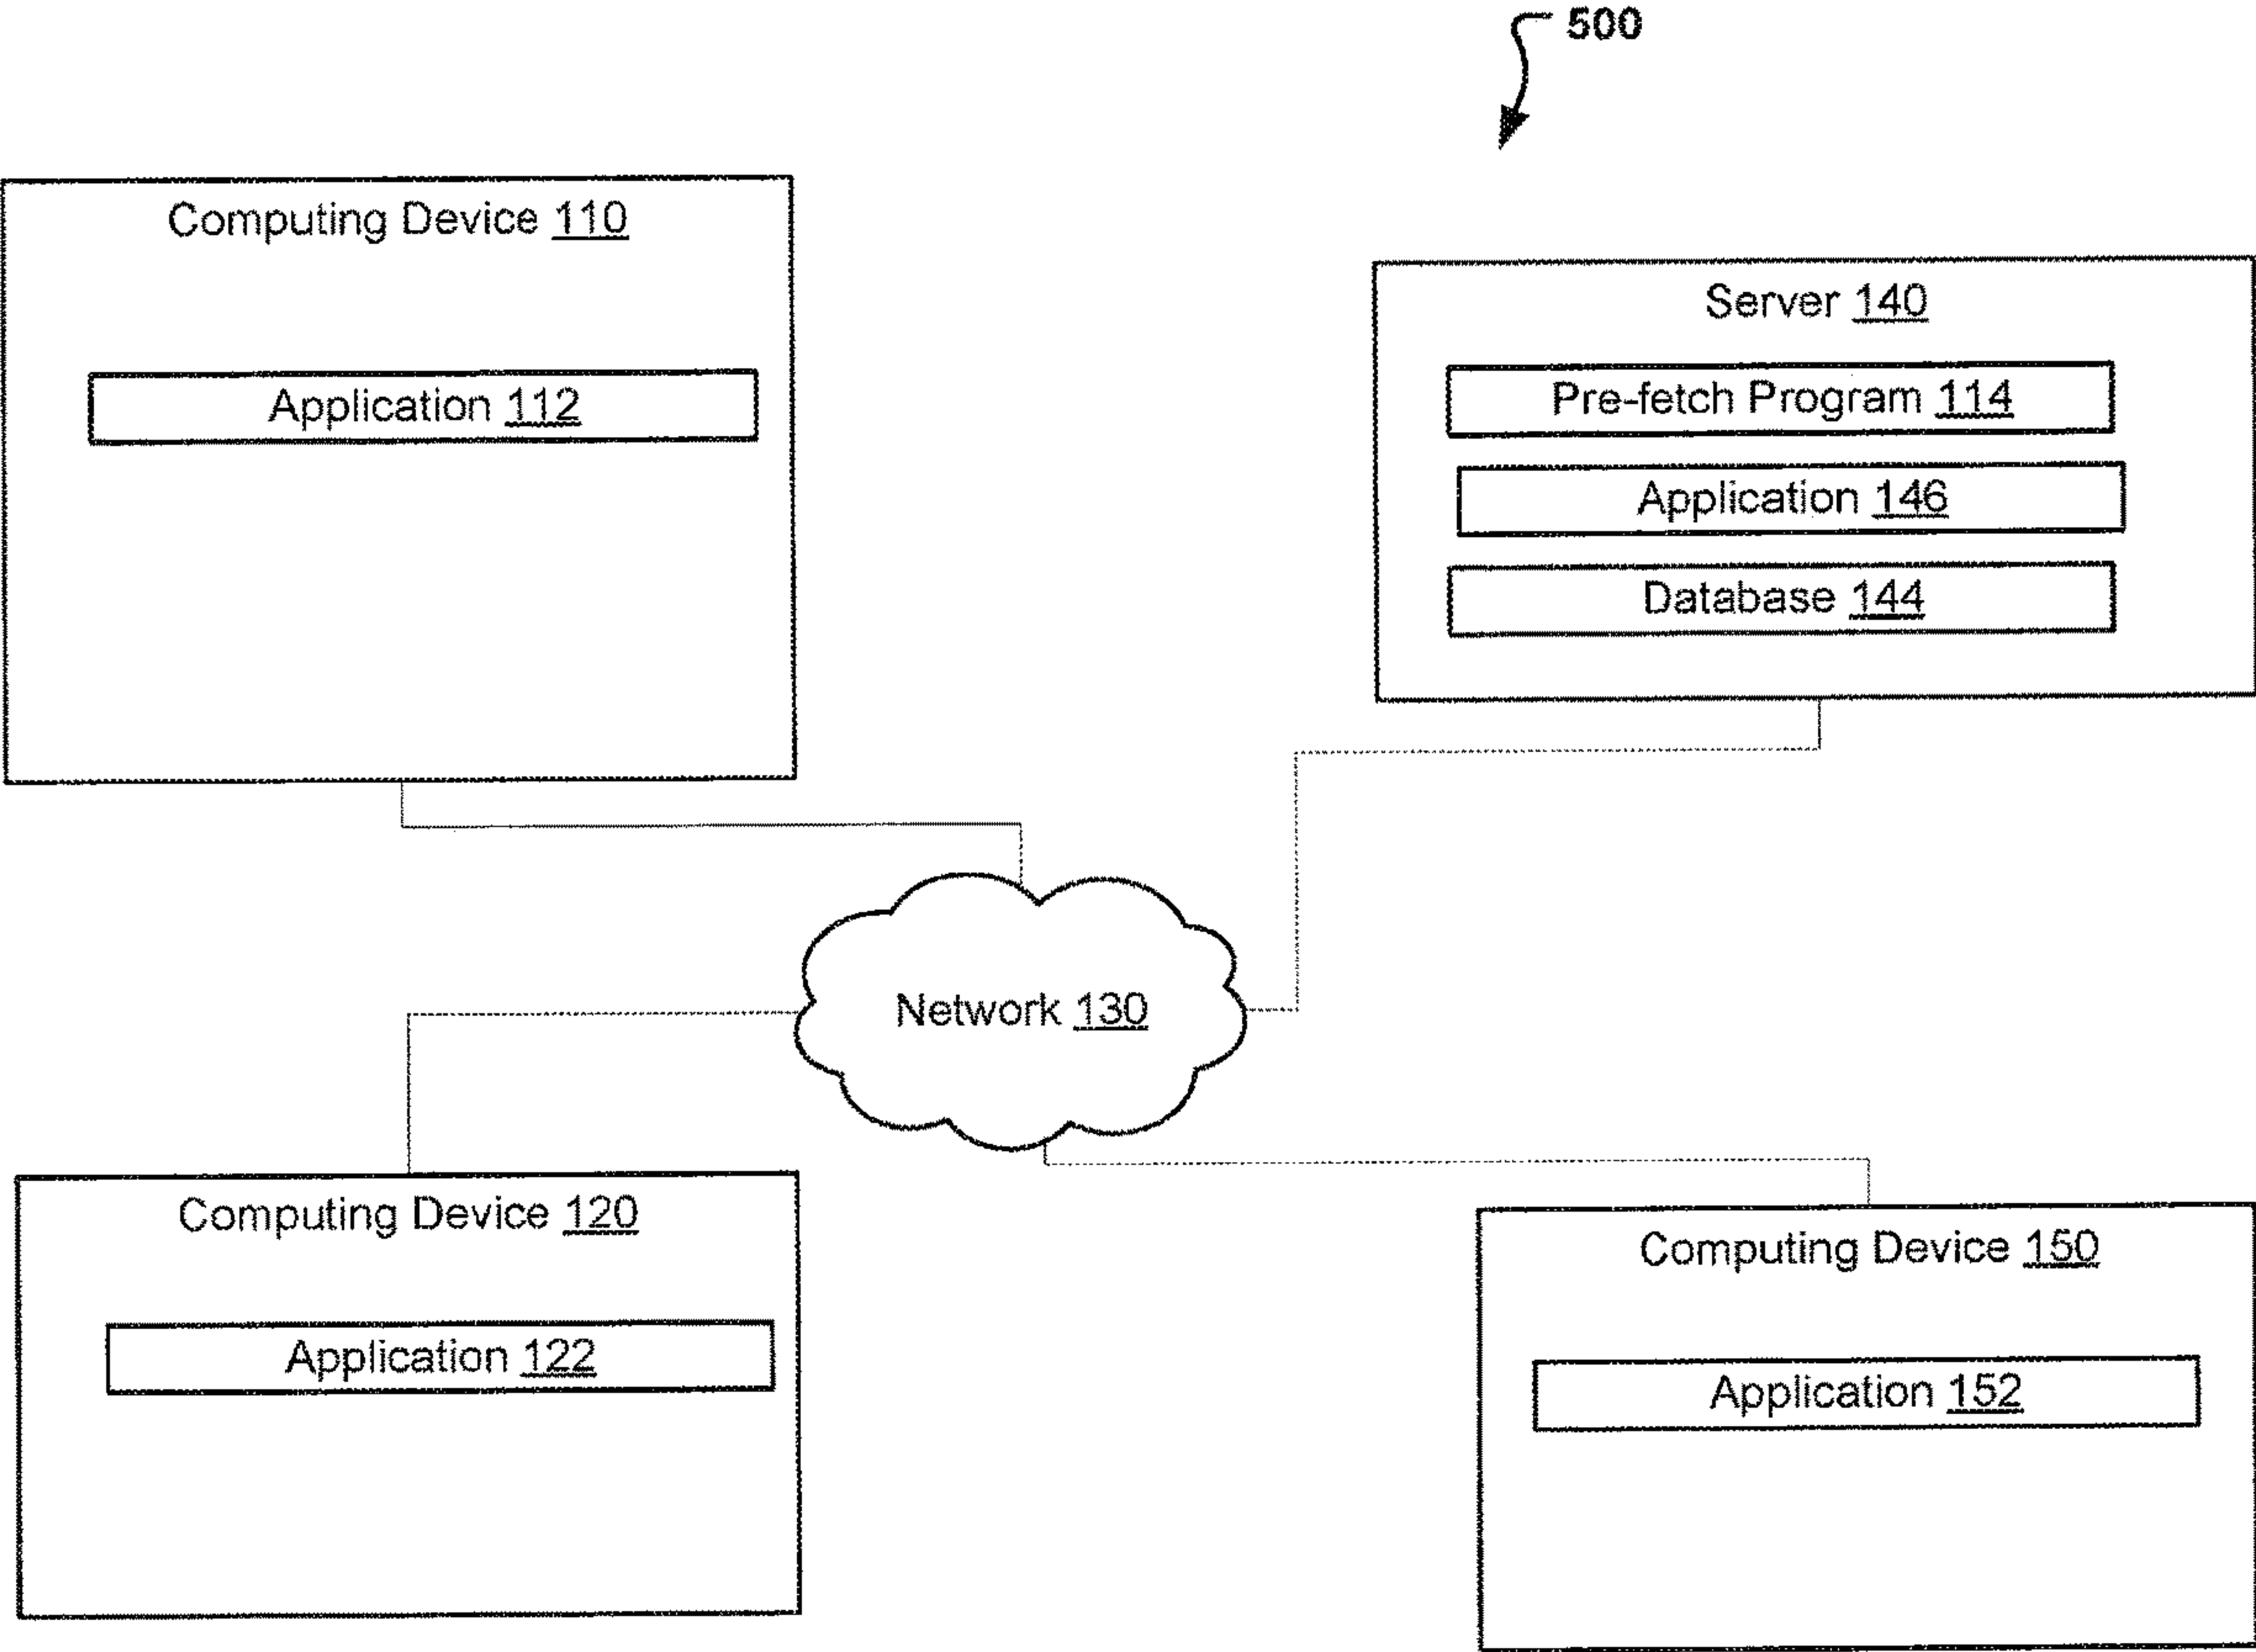 500
Computing Device 110
Application 112
Server 140
Pre-fetch Program 114
Application 146
Database 144
Network 130
Computing Device 120
Application 122
Computing Device 150
Application 152